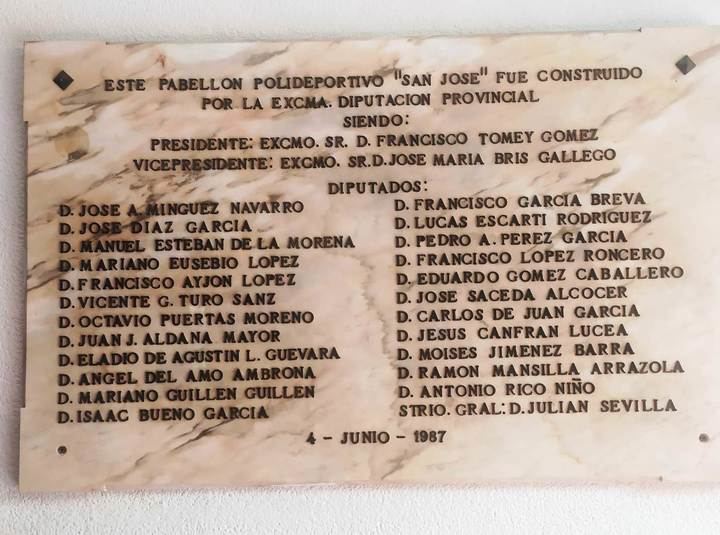 ESTE PABELLON POLIDEPORTIVO "SAN JOSE" FUE CONSTRUIDO
POR LA EXCMA. DIPUTACION PROVINCIAL
SIENDO:
PRESIDENTE: EXCMO. SR. D. FRANCISCO TOMEY GOMEZ
VICEPRESIDENTE: EXCMO. SR.D.JOSE MARIA BRIS GALLEGO
DIPUTADOS:
D. JOSE A. MINGUEZ NAVARRO
D. JOSE DIAZ GARCIA
D. MANUEL ESTEBAN DE LA MORENA
D. MARIANO EUSEBIO LOPEZ
D. FRANCISCO AYJON LOPEZ
D. VICENTE G. TURO SANZ
D. OCTAVIO PUERTAS MORENO
D. JUAN J. ALDANA MAYOR
D. ELADIO DE AGUSTIN L. GUEVARA
D. ANGEL DEL AMO AMBRONA
D. MARIANO GUILLEN GUILLEN
D. ISAAC BUENO GARCIA
D. FRANCISCO GARCIA BREVA
D. LUCAS ESCARTI RODRIGUEZ
D. PEDRO A. PEREZ GARCIA
D. FRANCISCO LOPEZ RONCERO
D. EDUARDO GOMEZ CABALLERO
D. JOSE SACEDA ALCOCER
D. CARLOS DE JUAN GARCIA
D. JESUS CANFRAN LUCEA
D. MOISES JIMENEZ BARRA
D. RAMON MANSILLA ARRAZOLA
D. ANTONIO RICO NIÑO
STRIO. GRAL: D. JULIAN SEVILLA
4 - JUNIO - 1987